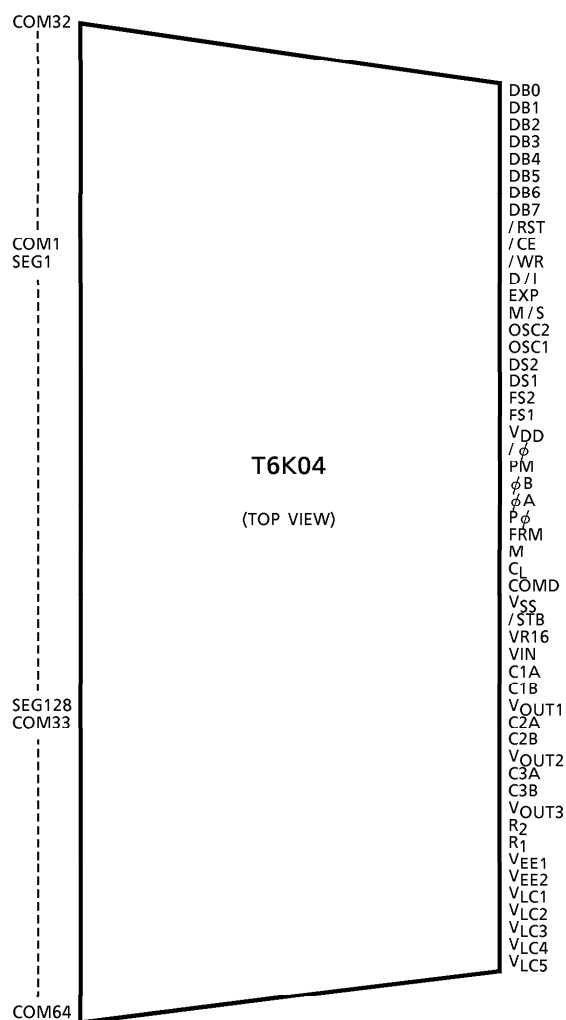 COM32
COM1
SEG1
SEG128
COM33
COM64
T6K04
(TOP VIEW)
DB0
DB1
DB2
DB3
DB4
DB5
DB6
DB7
/RST
/CE
/WR
D/I
EXP
M/S
OSC2
OSC1
DS2
DS1
FS2
FS1
VDD
/ϕ
PM
ϕB
ϕA
Pϕ
FRM
M
CL
COMD
VSS
/STB
VR16
VIN
C1A
C1B
VOUT1
C2A
C2B
VOUT2
C3A
C3B
VOUT3
R2
R1
VEE1
VEE2
VLC1
VLC2
VLC3
VLC4
VLC5